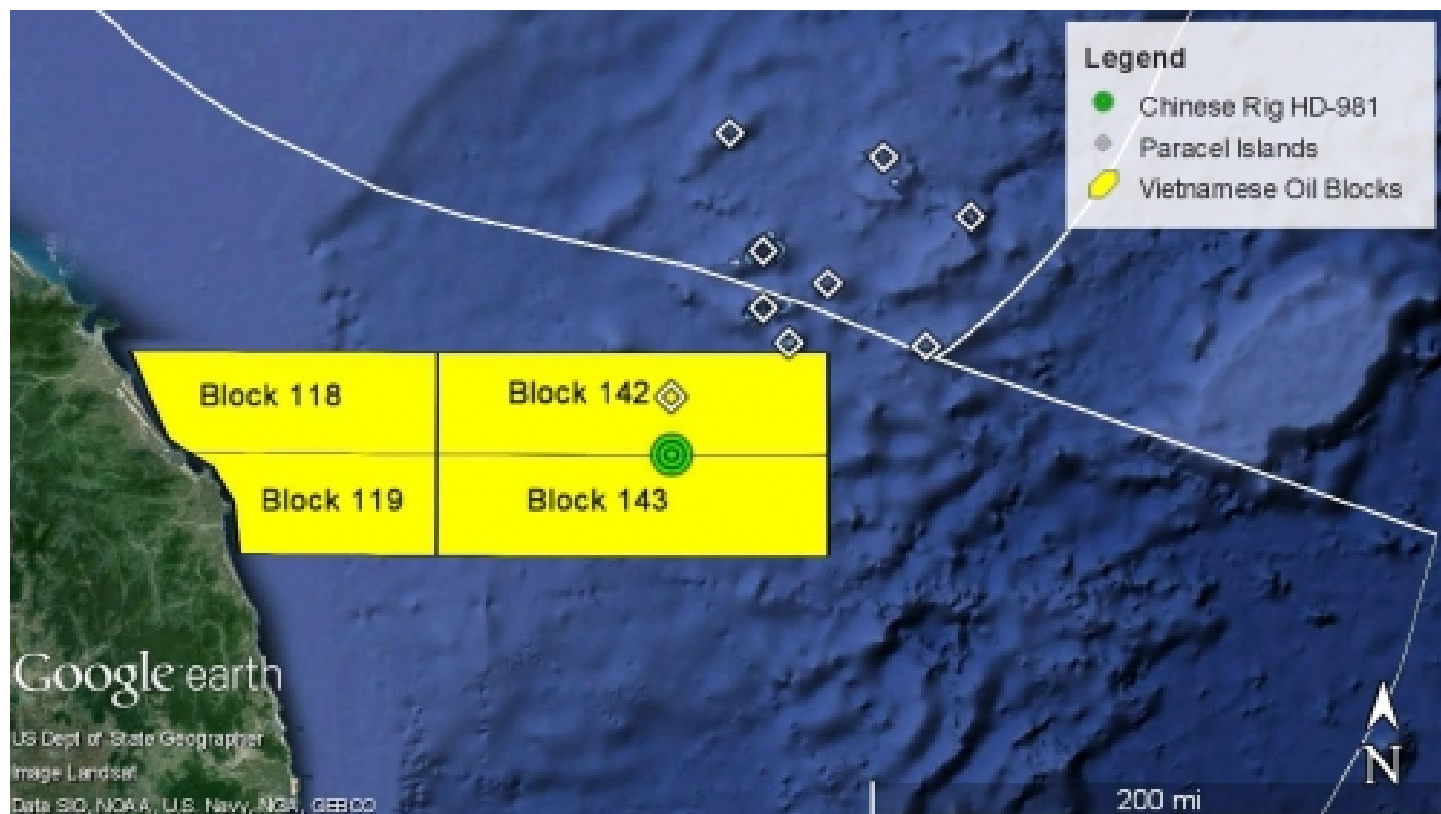 Legend
Chinese Rig HD-981
Paracel Islands
Vietnamese Oil Blocks
Block 118
Block 142
Block 119
Block 143
Google earth
US Dept of State Geographer
Image Landsat
Data SIO, NOAA, U.S. Navy, NGA, GEBCO
200 mi
N